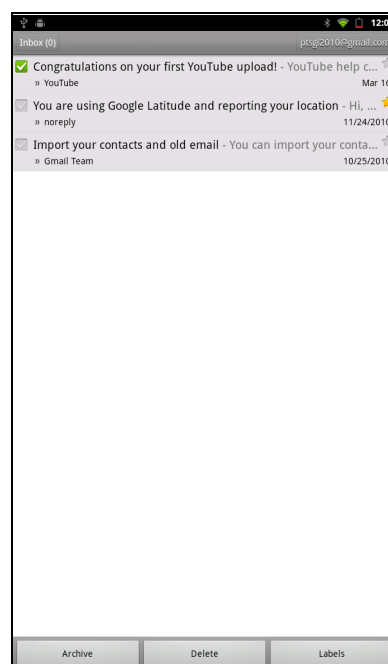 12:0
Inbox (0) ptsgi2010@gmail.com
Congratulations on your first YouTube upload! - YouTube help c...
» YouTube Mar 16
You are using Google Latitude and reporting your location - Hi, ...
» noreply 11/24/2010
Import your contacts and old email - You can import your conta...
» Gmail Team 10/25/2010
Archive Delete Labels